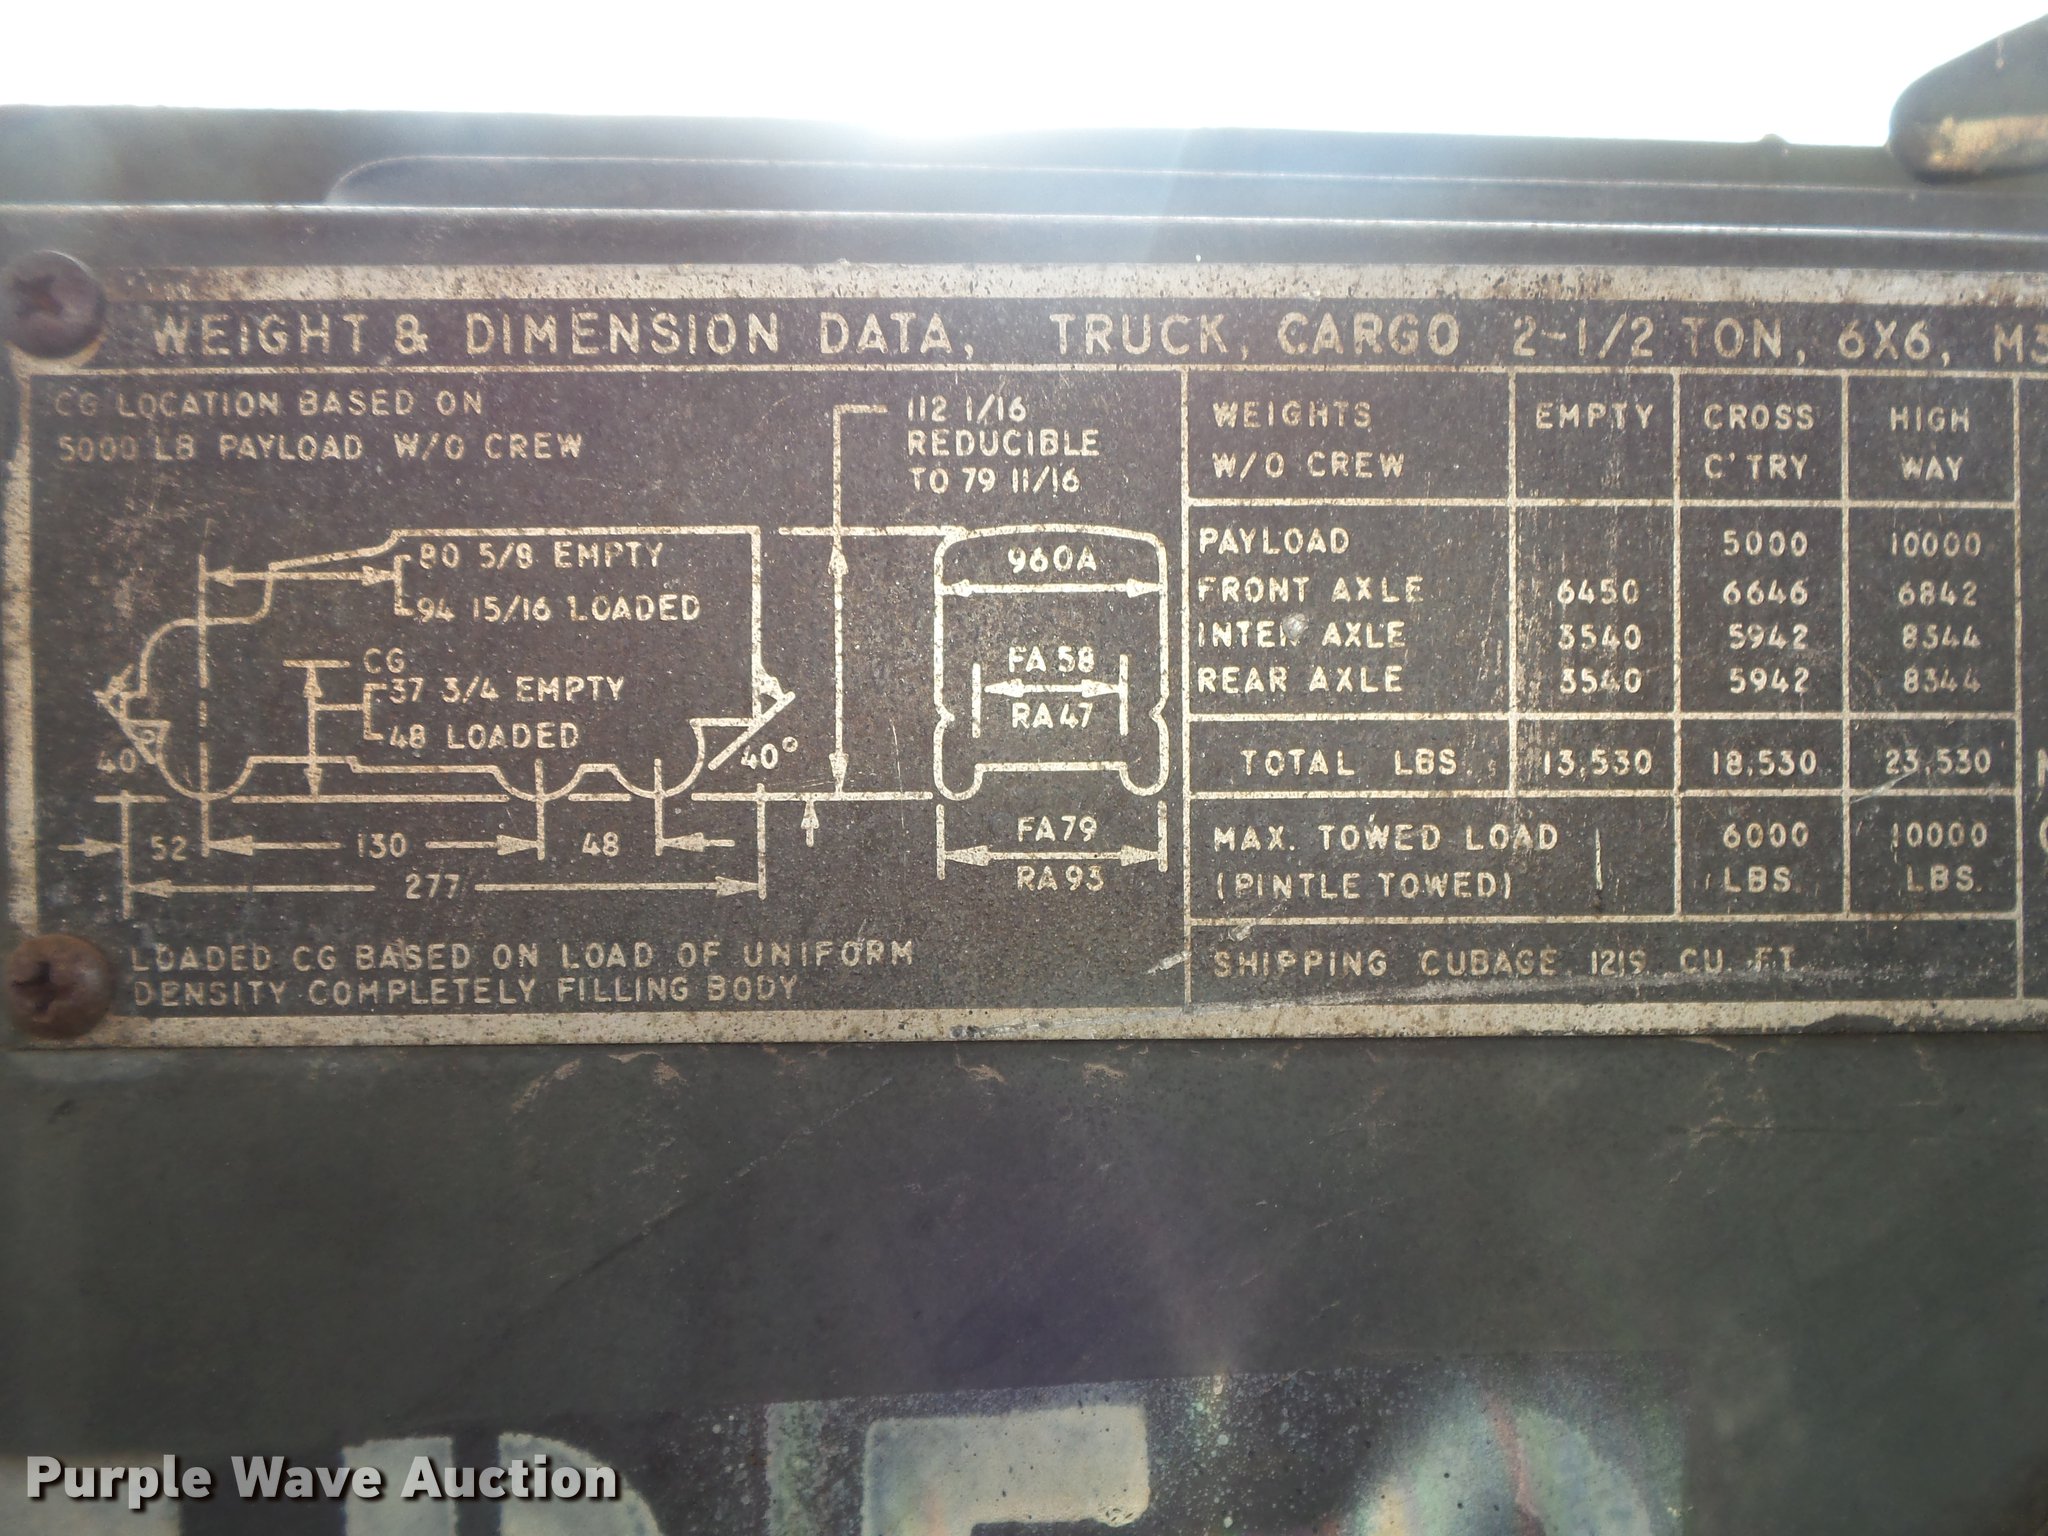 WEIGHT & DIMENSION DATA, TRUCK, CARGO 2-1/2 TON, 6X6, M3
CG LOCATION BASED ON
5000 LB PAYLOAD W/O CREW
112 1/16
REDUCIBLE
TO 79 11/16
80 5/8 EMPTY
94 15/16 LOADED
CG
37 3/4 EMPTY
48 LOADED
40
40°
52
130
48
277
960A
FA 58
RA 47
FA 79
RA 93
LOADED CG BASED ON LOAD OF UNIFORM
DENSITY COMPLETELY FILLING BODY
WEIGHTS EMPTY CROSS HIGH
W/O CREW C'TRY WAY
PAYLOAD 5000 10000
FRONT AXLE 6450 6646 6842
INTER AXLE 3540 5942 8344
REAR AXLE 3540 5942 8344
TOTAL LBS. 13,530 18,530 23,530
MAX. TOWED LOAD 6000 10000
(PINTLE TOWED) LBS. LBS.
SHIPPING CUBAGE 1219 CU FT
Purple Wave Auction